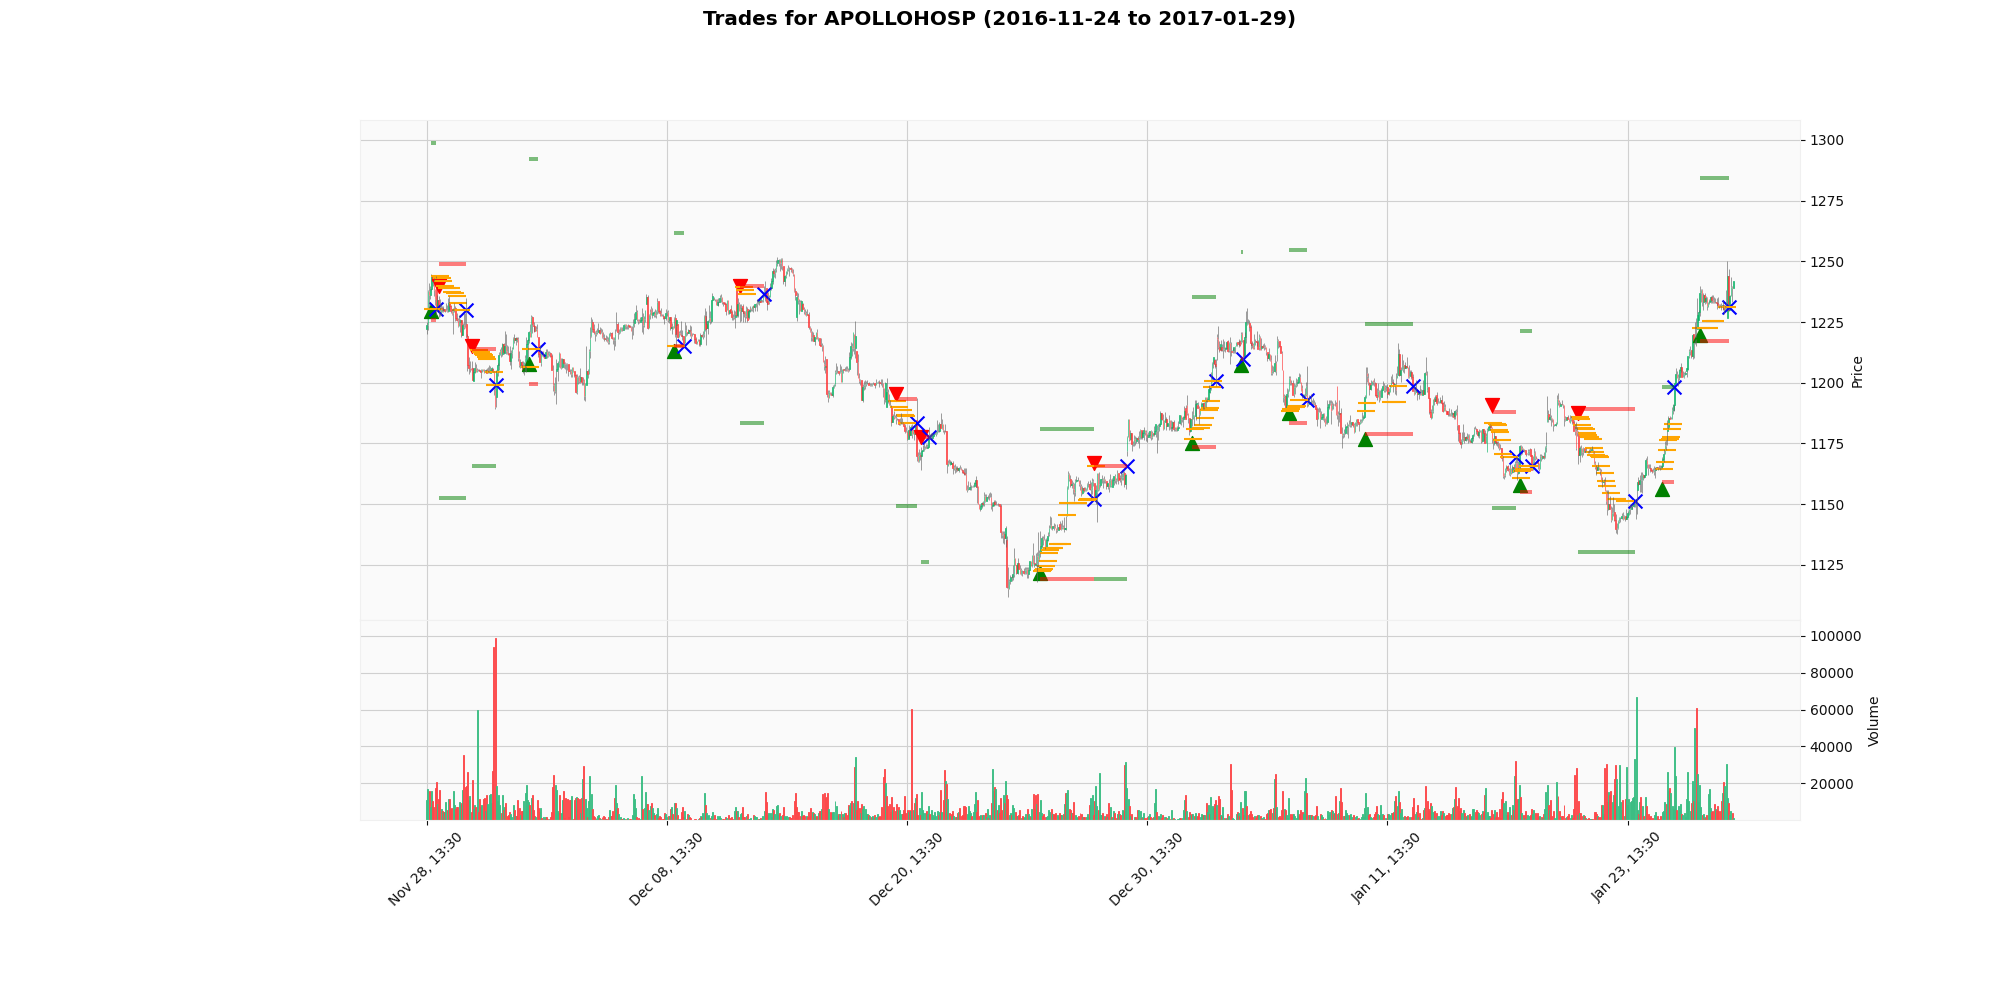 Trades for APOLLOHOSP (2016-11-24 to 2017-01-29)
1300
1275
1250
1225
1200
1175
1150
1125
Price
100000
80000
60000
40000
20000
Volume
Nov 28, 13:30
Dec 08, 13:30
Dec 20, 13:30
Dec 30, 13:30
Jan 11, 13:30
Jan 23, 13:30